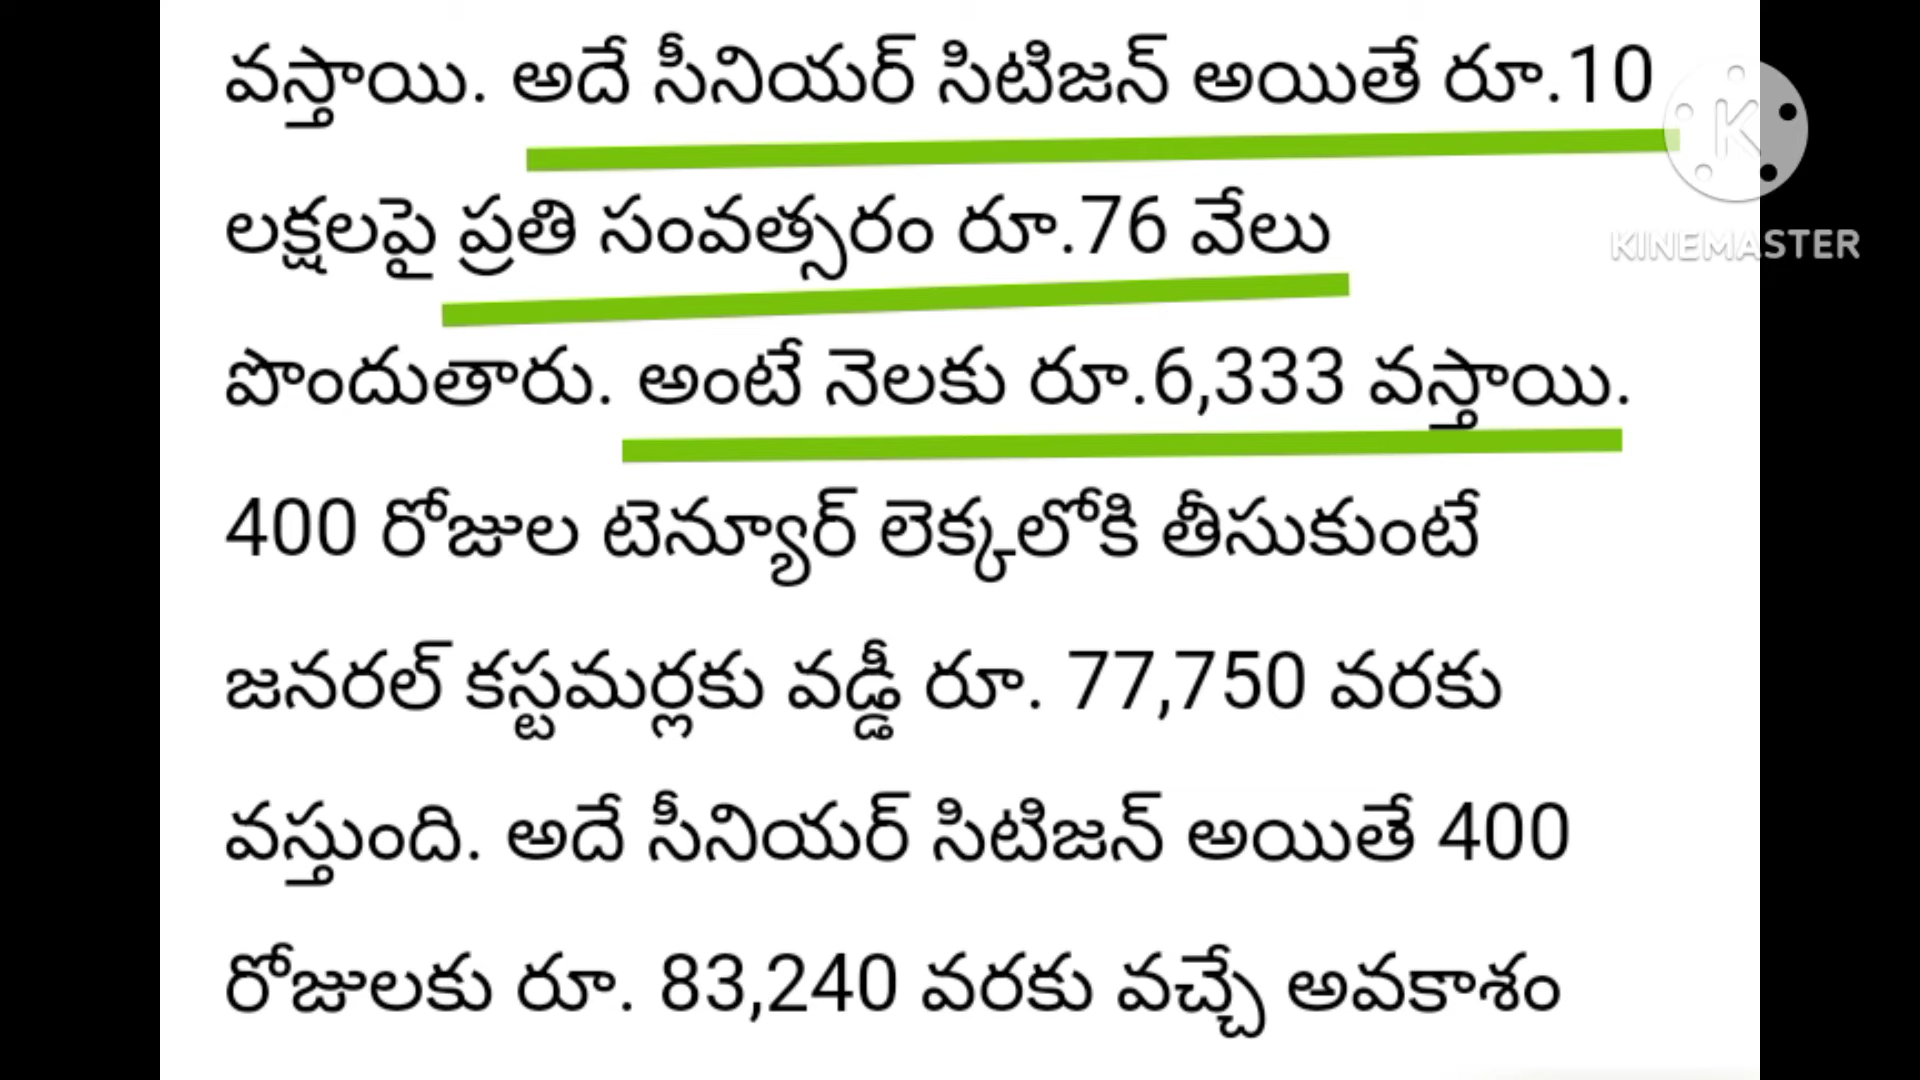 వస్తాయి. అదే సీనియర్ సిటిజన్ అయితే రూ.10
లక్షలపై ప్రతి సంవత్సరం రూ.76 వేలు
పొందుతారు. అంటే నెలకు రూ.6,333 వస్తాయి.
400 రోజుల టెన్యూర్ లెక్కలోకి తీసుకుంటే
జనరల్ కస్టమర్లకు వడ్డీ రూ. 77,750 వరకు
వస్తుంది. అదే సీనియర్ సిటిజన్ అయితే 400
రోజులకు రూ. 83,240 వరకు వచ్చే అవకాశం
K
KINEMASTER